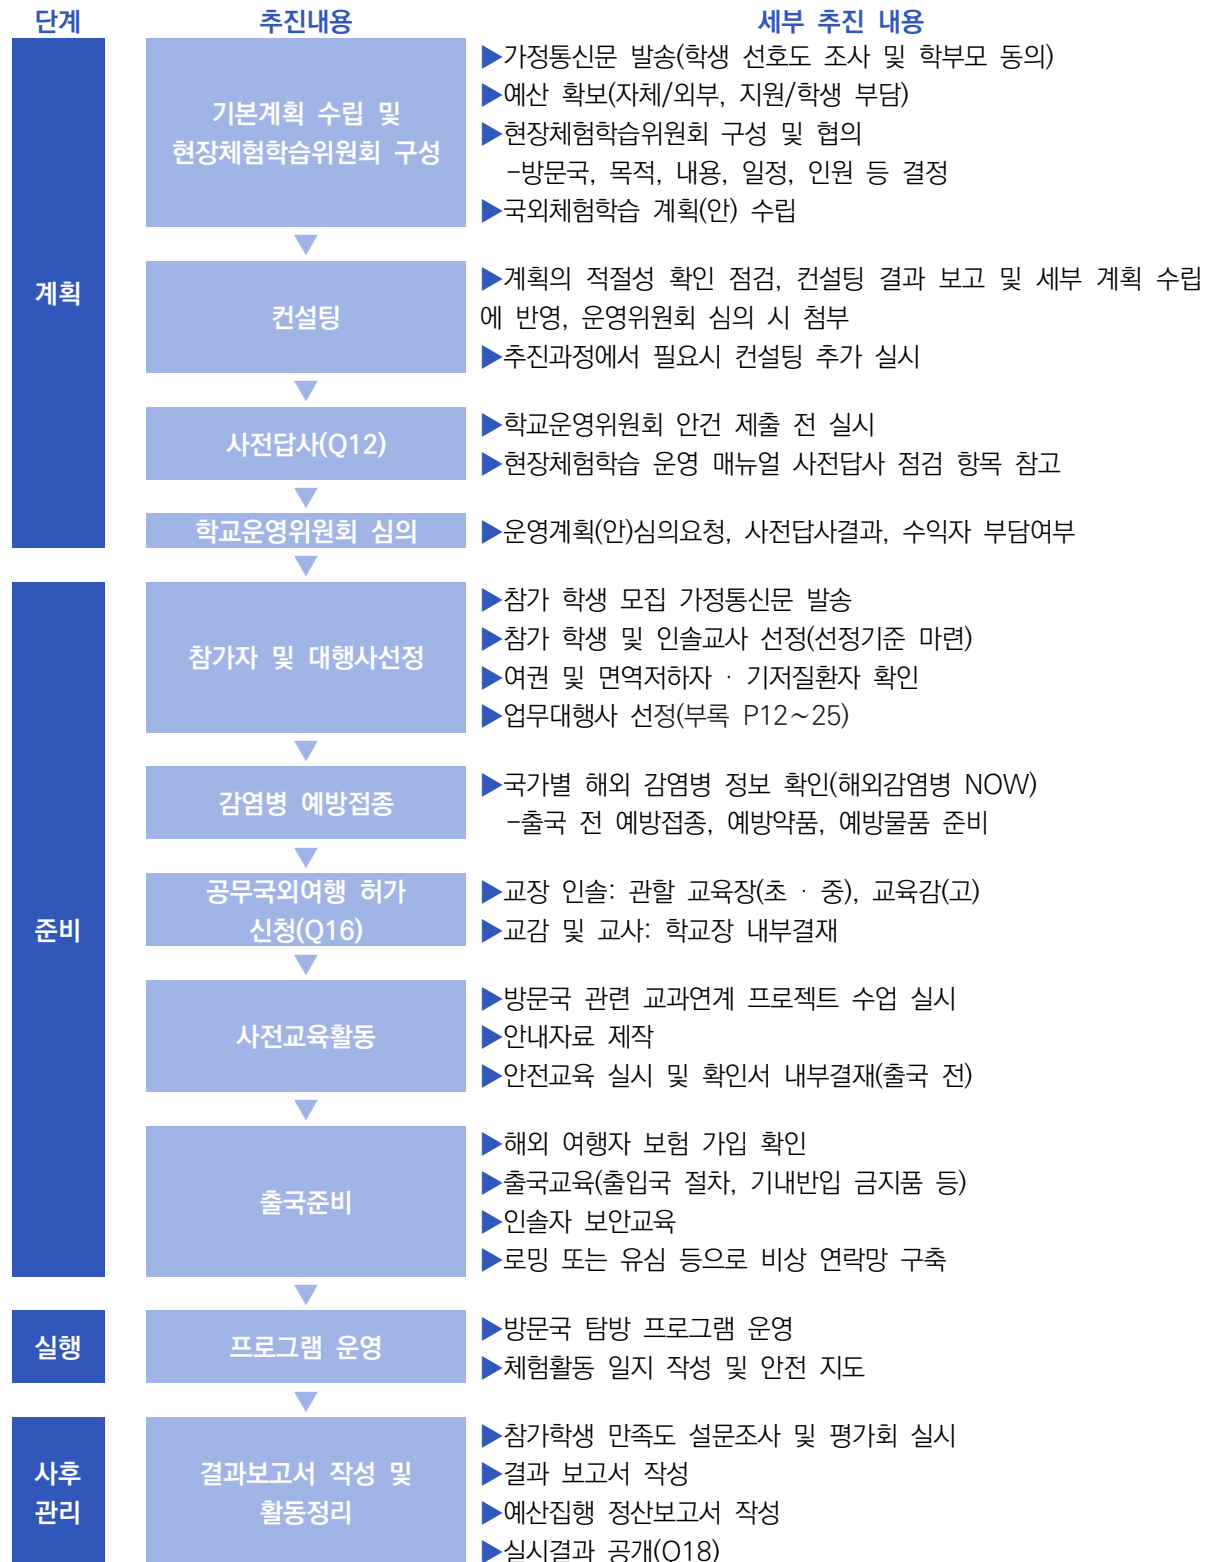 단계 추진내용 세부 추진 내용
계획
기본계획 수립 및
현장체험학습위원회 구성
▶가정통신문 발송(학생 선호도 조사 및 학부모 동의)
▶예산 확보(자체/외부, 지원/학생 부담)
▶현장체험학습위원회 구성 및 협의
-방문국, 목적, 내용, 일정, 인원 등 결정
▶국외체험학습 계획(안) 수립
컨설팅
▶계획의 적절성 확인 점검, 컨설팅 결과 보고 및 세부 계획 수립
에 반영, 운영위원회 심의 시 첨부
▶추진과정에서 필요시 컨설팅 추가 실시
사전답사(Q12)
▶학교운영위원회 안건 제출 전 실시
▶현장체험학습 운영 매뉴얼 사전답사 점검 항목 참고
학교운영위원회 심의
▶운영계획(안)심의요청, 사전답사결과, 수익자 부담여부
준비
참가자 및 대행사선정
▶참가 학생 모집 가정통신문 발송
▶참가 학생 및 인솔교사 선정(선정기준 마련)
▶여권 및 면역저하자 · 기저질환자 확인
▶업무대행사 선정(부록 P12～25)
감염병 예방접종
▶국가별 해외 감염병 정보 확인(해외감염병 NOW)
-출국 전 예방접종, 예방약품, 예방물품 준비
공무국외여행 허가
신청(Q16)
▶교장 인솔: 관할 교육장(초 · 중), 교육감(고)
▶교감 및 교사: 학교장 내부결재
사전교육활동
▶방문국 관련 교과연계 프로젝트 수업 실시
▶안내자료 제작
▶안전교육 실시 및 확인서 내부결재(출국 전)
출국준비
▶해외 여행자 보험 가입 확인
▶출국교육(출입국 절차, 기내반입 금지품 등)
▶인솔자 보안교육
▶로밍 또는 유심 등으로 비상 연락망 구축
실행
프로그램 운영
▶방문국 탐방 프로그램 운영
▶체험활동 일지 작성 및 안전 지도
사후
관리
결과보고서 작성 및
활동정리
▶참가학생 만족도 설문조사 및 평가회 실시
▶결과 보고서 작성
▶예산집행 정산보고서 작성
▶실시결과 공개(Q18)